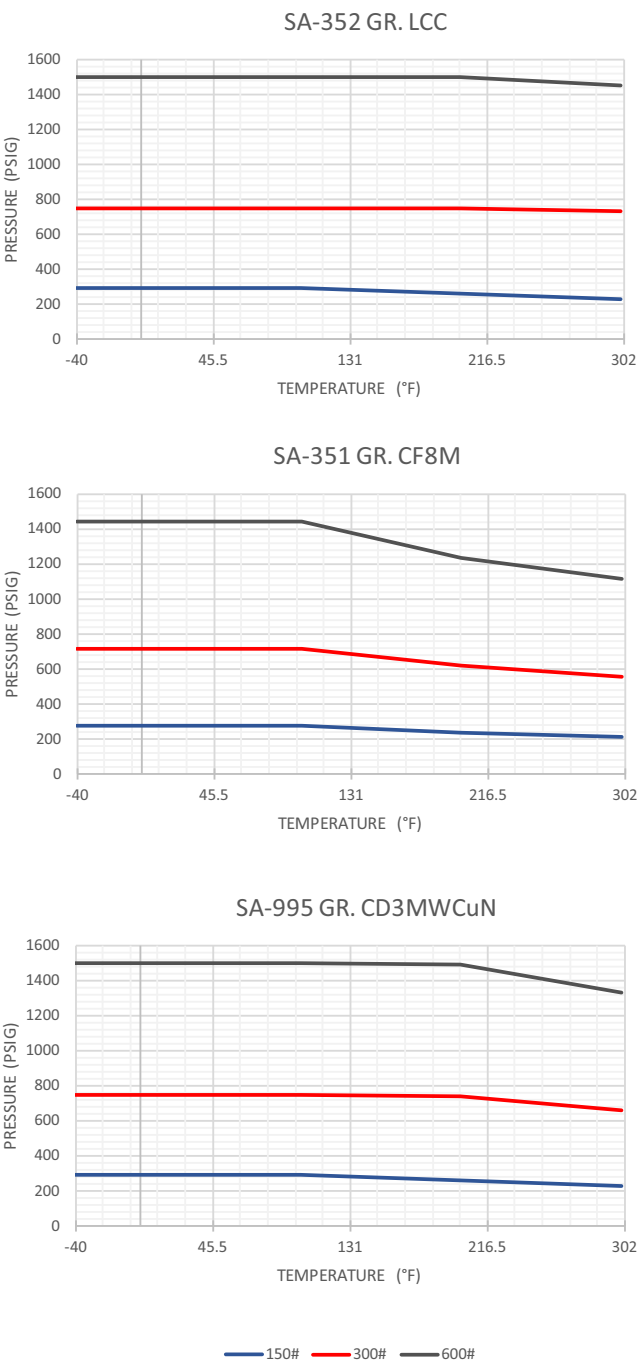 SA-352 GR. LCC
1600
1400
1200
1000
800
600
400
200
0
PRESSURE (PSIG)
-40 45.5 131 216.5 302
TEMPERATURE (°F)
SA-351 GR. CF8M
1600
1400
1200
1000
800
600
400
200
0
PRESSURE (PSIG)
-40 45.5 131 216.5 302
TEMPERATURE (°F)
SA-995 GR. CD3MWCuN
1600
1400
1200
1000
800
600
400
200
0
PRESSURE (PSIG)
-40 45.5 131 216.5 302
TEMPERATURE (°F)
150# 300# 600#